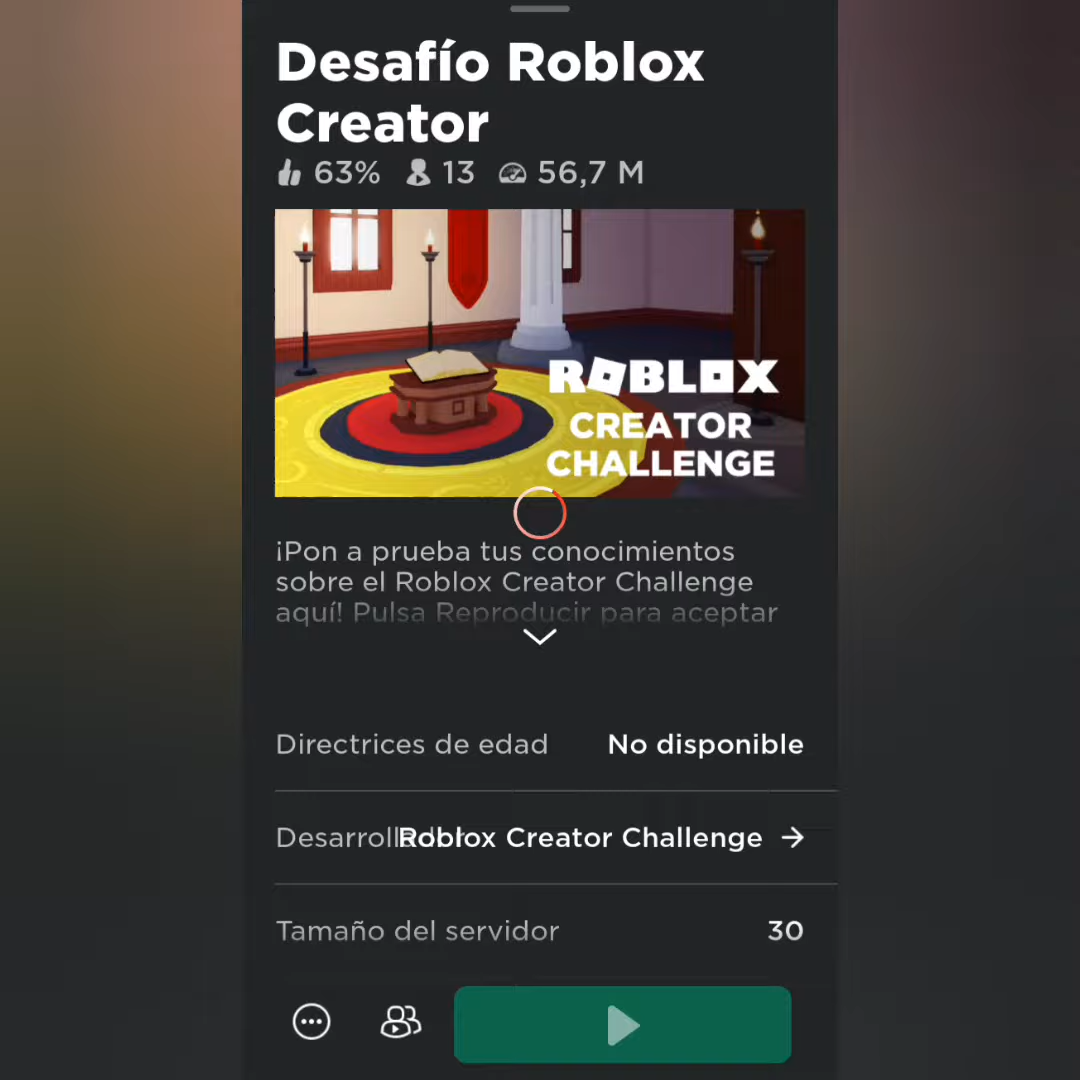 Desafío Roblox
Creator
63% 13 56,7 M
ROBLOX
CREATOR
CHALLENGE
¡Pon a prueba tus conocimientos
sobre el Roblox Creator Challenge
aquí! Pulsa Reproducir para aceptar
Directrices de edad No disponible
Roblox Creator Challenge
Tamaño del servidor 30